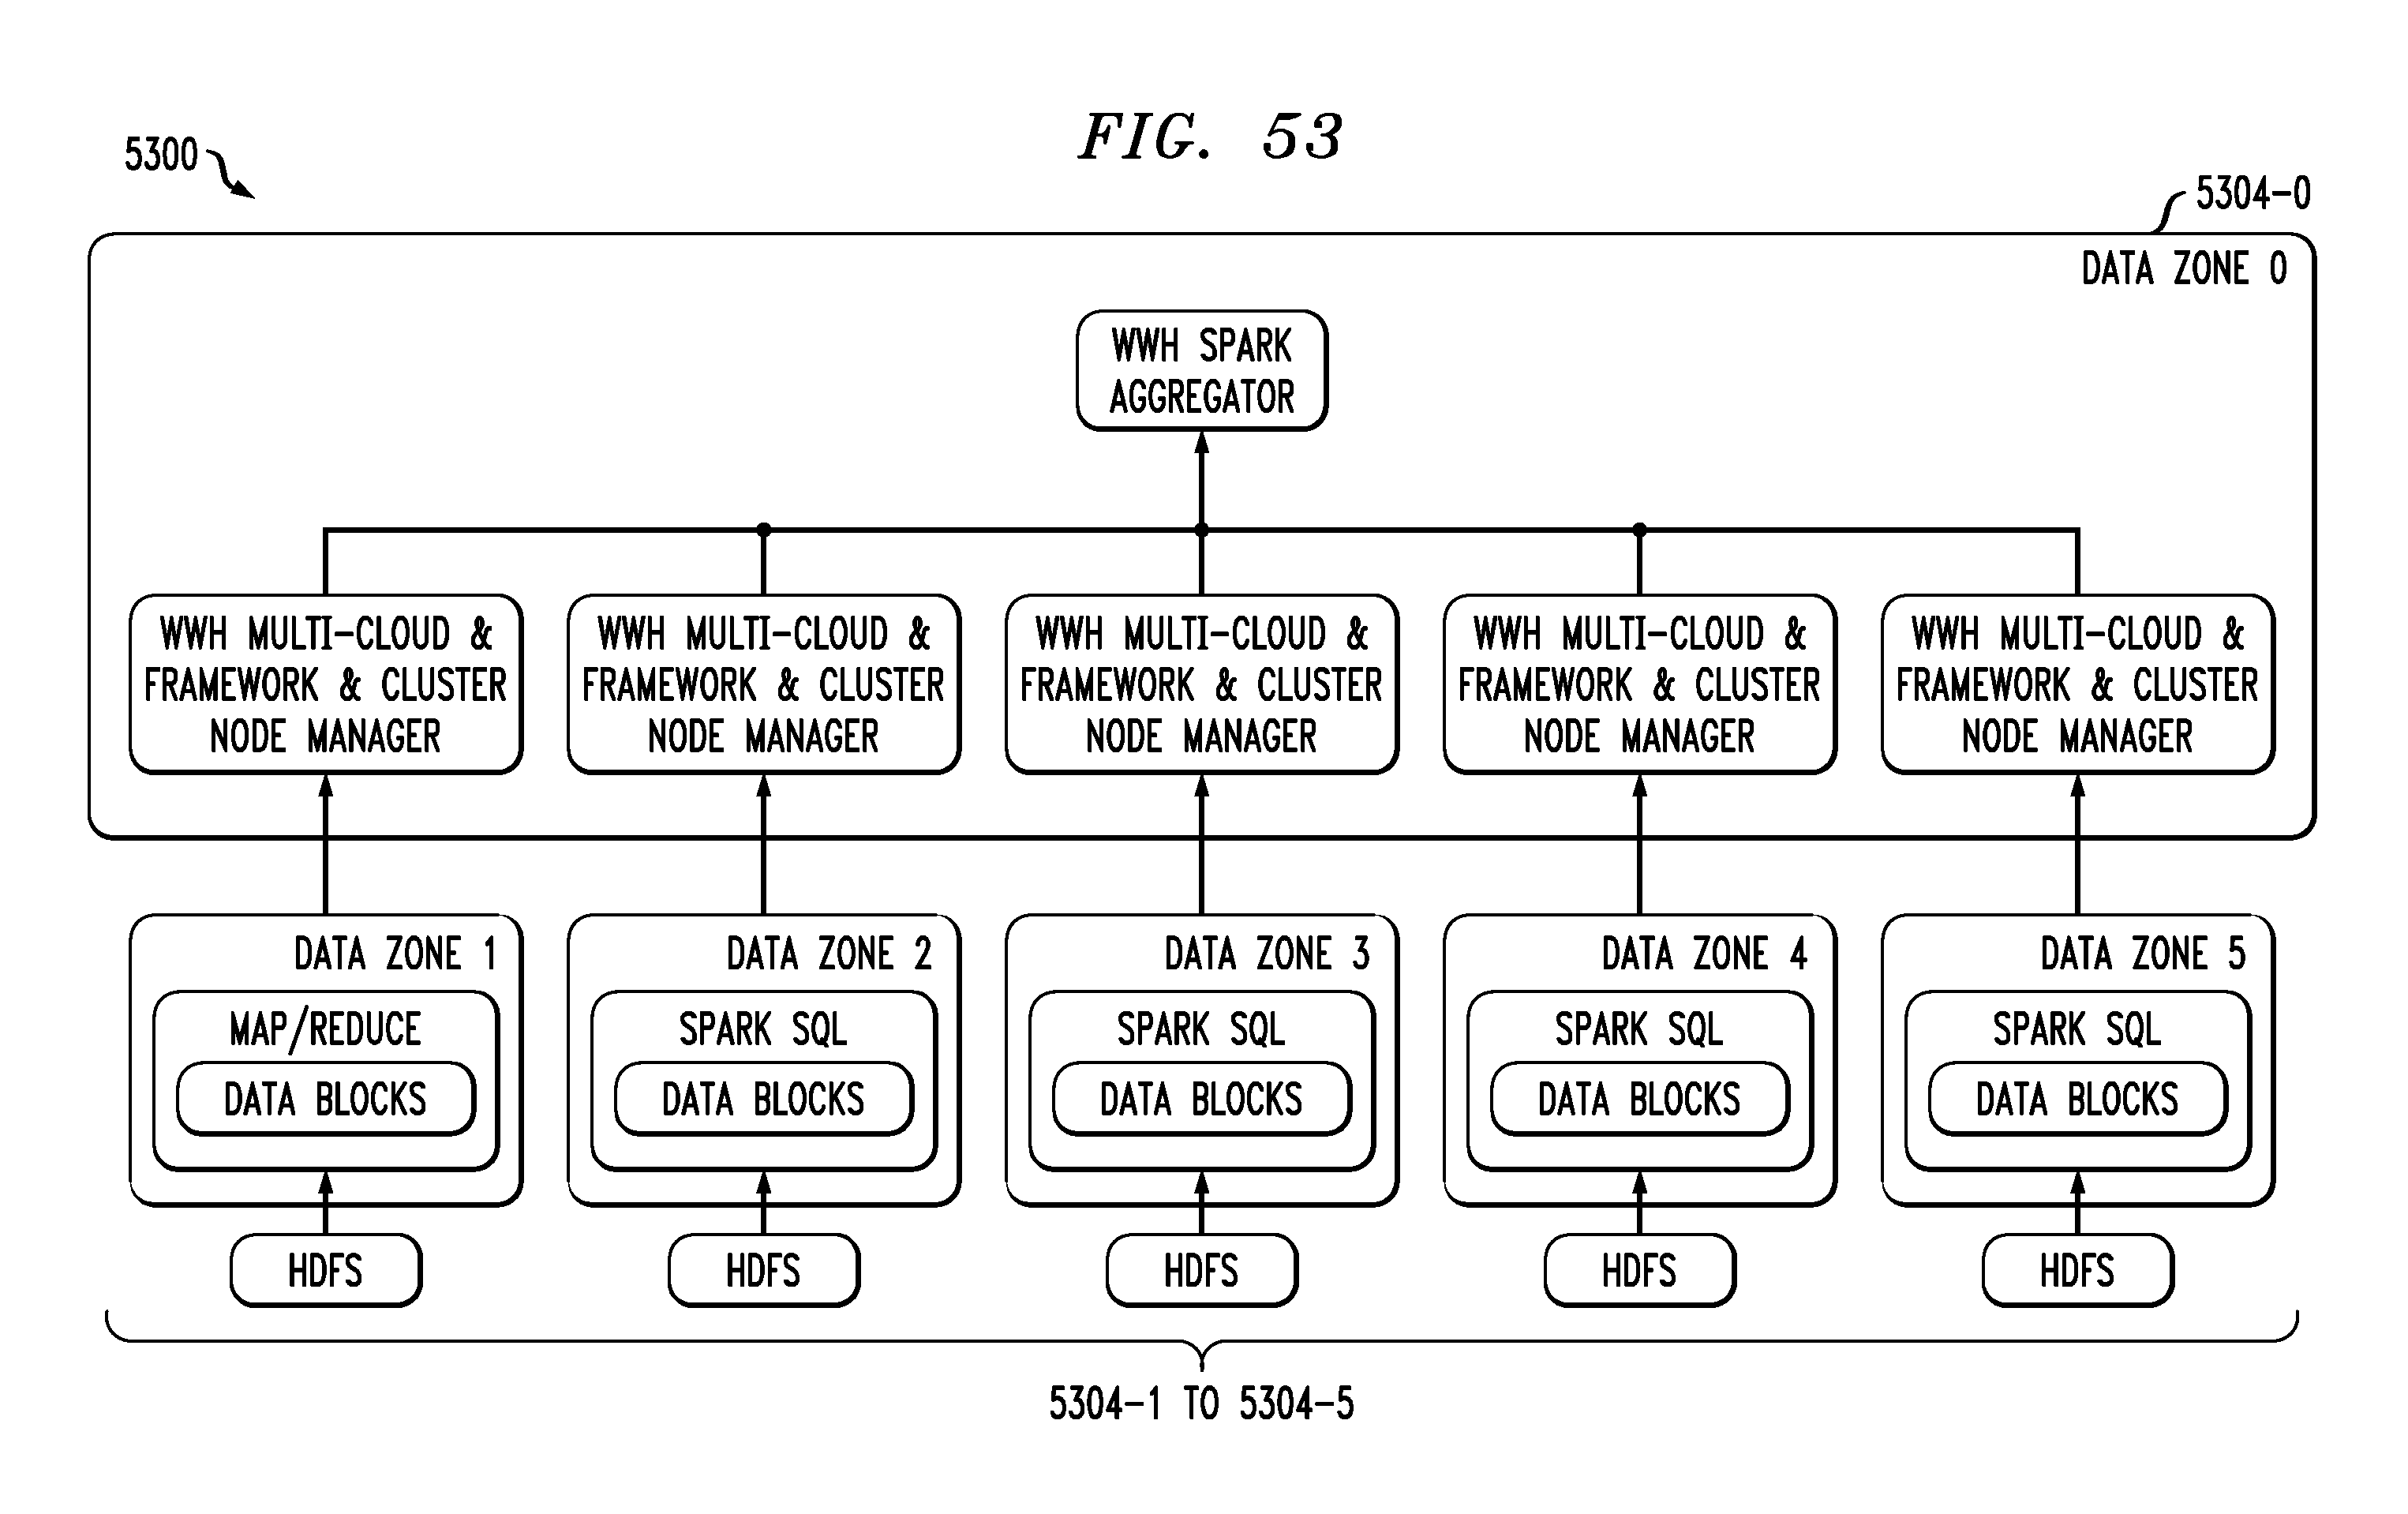 FIG. 53
5300
5304-0
DATA ZONE 0
WWH SPARK
AGGREGATOR
WWH MULTI-CLOUD &
FRAMEWORK & CLUSTER
NODE MANAGER
WWH MULTI-CLOUD &
FRAMEWORK & CLUSTER
NODE MANAGER
WWH MULTI-CLOUD &
FRAMEWORK & CLUSTER
NODE MANAGER
WWH MULTI-CLOUD &
FRAMEWORK & CLUSTER
NODE MANAGER
WWH MULTI-CLOUD &
FRAMEWORK & CLUSTER
NODE MANAGER
DATA ZONE 1
MAP/REDUCE
DATA BLOCKS
HDFS
DATA ZONE 2
SPARK SQL
DATA BLOCKS
HDFS
DATA ZONE 3
SPARK SQL
DATA BLOCKS
HDFS
DATA ZONE 4
SPARK SQL
DATA BLOCKS
HDFS
DATA ZONE 5
SPARK SQL
DATA BLOCKS
HDFS
5304-1 TO 5304-5